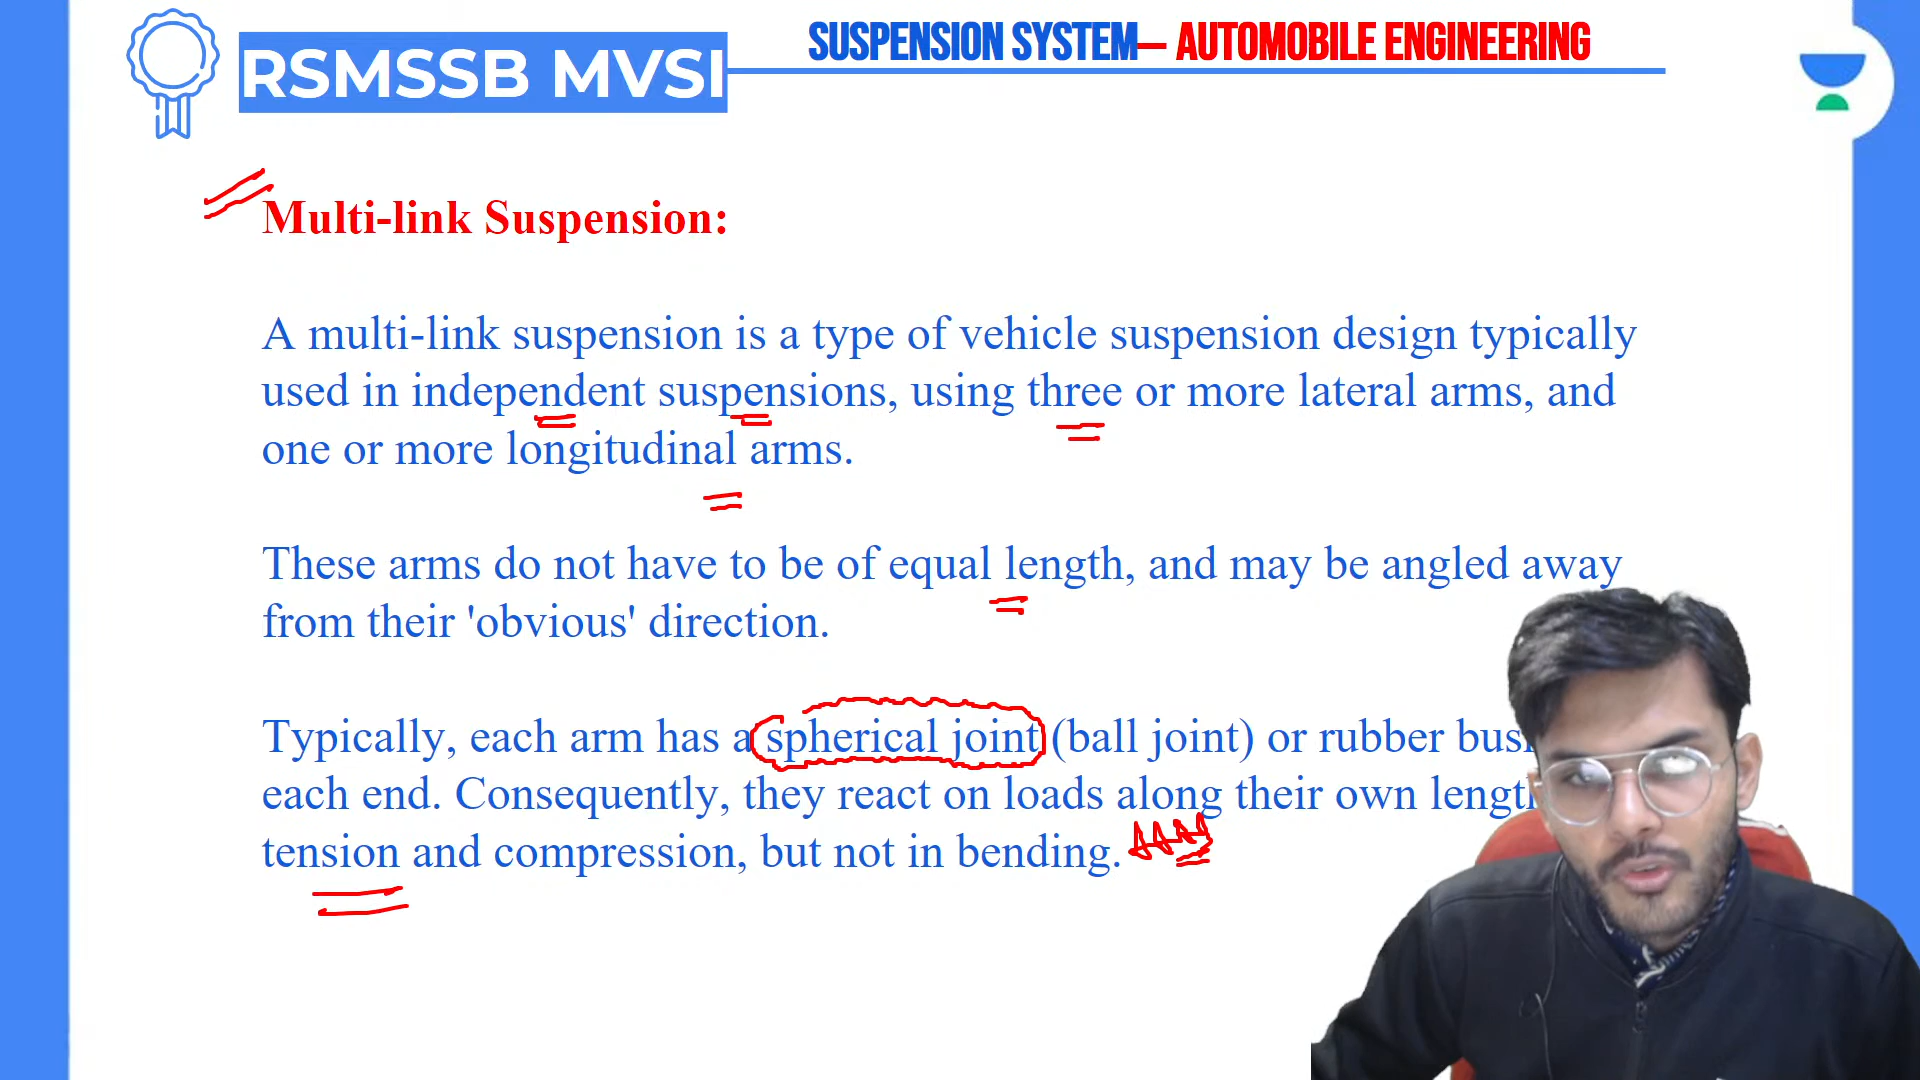 RSMSSB MVSI
SUSPENSION SYSTEM— AUTOMOBILE ENGINEERING
Multi-link Suspension:
A multi-link suspension is a type of vehicle suspension design typically
used in independent suspensions, using three or more lateral arms, and
one or more longitudinal arms.
These arms do not have to be of equal length, and may be angled away
from their 'obvious' direction.
Typically, each arm has a spherical joint (ball joint) or rubber
each end. Consequently, they react on loads along their own
tension and compression, but not in bending.